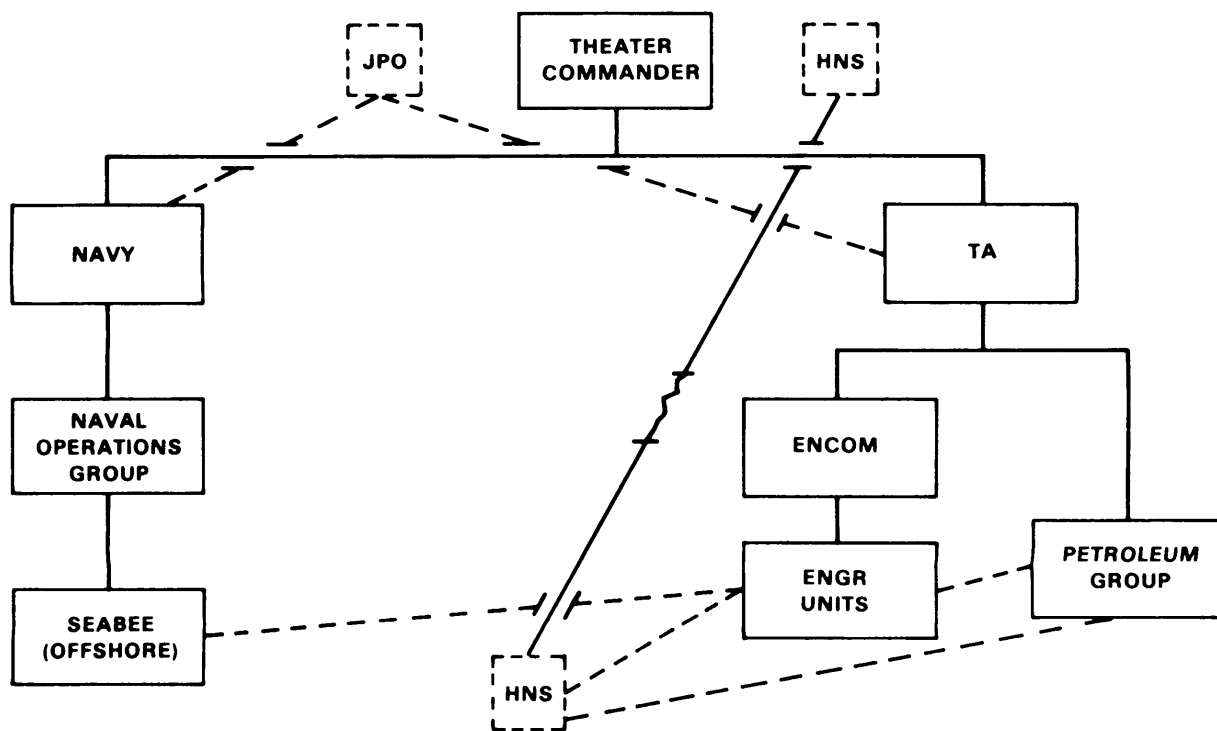 JPO
THEATER
COMMANDER
HNS
NAVY
TA
NAVAL
OPERATIONS
GROUP
ENCOM
SEABEE
(OFFSHORE)
ENGR
UNITS
PETROLEUM
GROUP
HNS